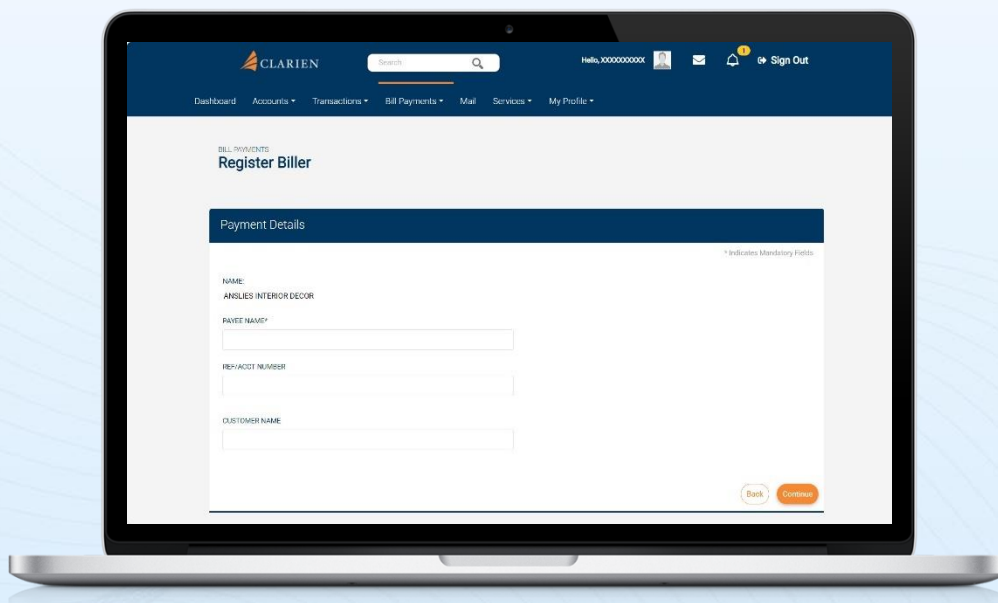 CLARIEN
Search
Hello, XXXXXXXXXX
1
Sign Out
Dashboard Accounts Transactions Bill Payments Mail Services My Profile
BILL PAYMENTS
Register Biller
Payment Details
* Indicates Mandatory Fields
NAME:
ANSLIES INTERIOR DECOR
PAYEE NAME*
REF/ACCT NUMBER
CUSTOMER NAME
Back
Continue